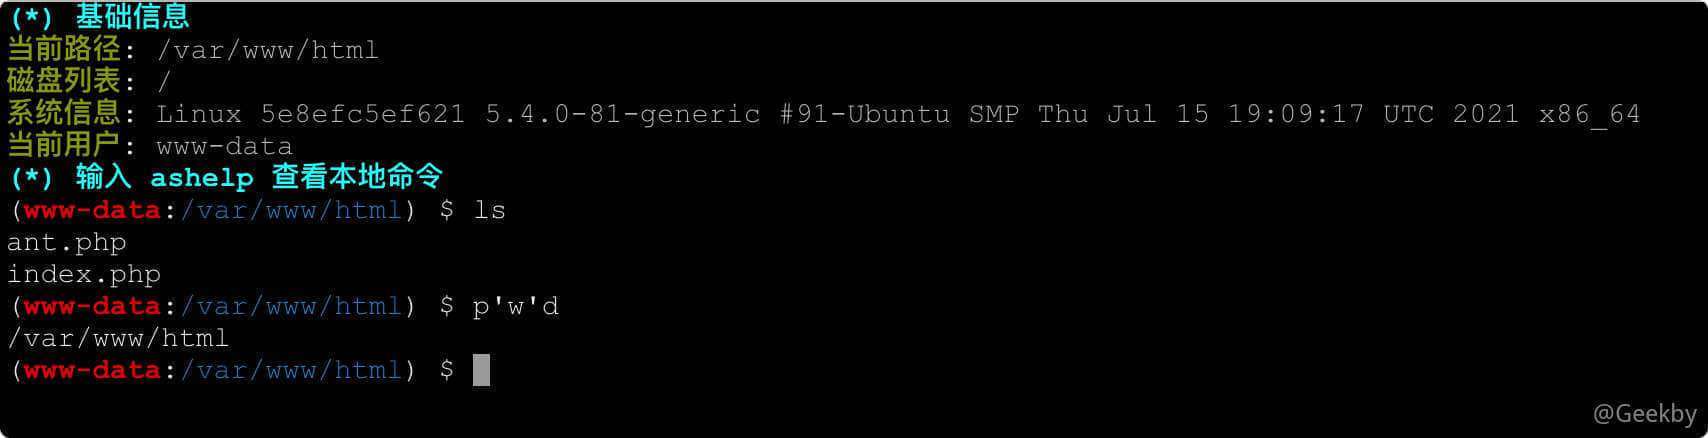 (*) 基础信息
当前路径: /var/www/html
磁盘列表: /
系统信息: Linux 5e8efc5ef621 5.4.0-81-generic #91-Ubuntu SMP Thu Jul 15 19:09:17 UTC 2021 x86_64
当前用户: www-data
(*) 输入 ashelp 查看本地命令
(www-data:/var/www/html) $ ls
ant.php
index.php
(www-data:/var/www/html) $ p'w'd
/var/www/html
(www-data:/var/www/html) $
@Geekby